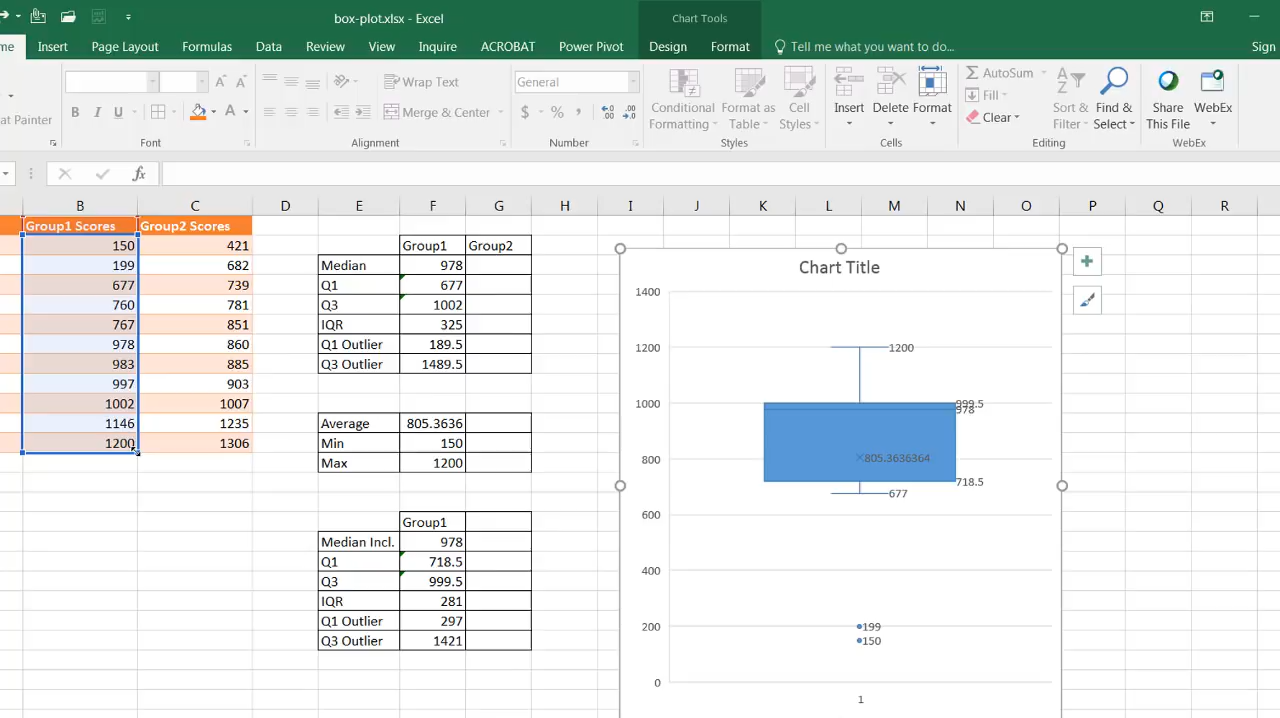 box-plot.xlsx - Excel
Chart Tools
me Insert Page Layout Formulas Data Review View Inquire ACROBAT Power Pivot Design Format Tell me what you want to do... Sign
Wrap Text General AutoSum
Conditional Format as Cell Insert Delete Format Fill Sort & Find & Share WebEx
at Painter B I U A Merge & Center $ % , Formatting Table Styles Clear Filter Select This File
Font Alignment Number Styles Cells Editing WebEx
fx
B C D E F G H I J K L M N O P Q R
Group1 Scores Group2 Scores
150 421 Group1 Group2
199 682 Median 978
677 739 Q1 677
760 781 Q3 1002
767 851 IQR 325
978 860 Q1 Outlier 189.5
983 885 Q3 Outlier 1489.5
997 903
1002 1007
1146 1235 Average 805.3636
1200 1306 Min 150
Max 1200
Group1
Median Incl. 978
Q1 718.5
Q3 999.5
IQR 281
Q1 Outlier 297
Q3 Outlier 1421
Chart Title
1400
1200 1200
1000 999.5
978
800 805.3636364
718.5
677
600
400
200 199
150
0
1